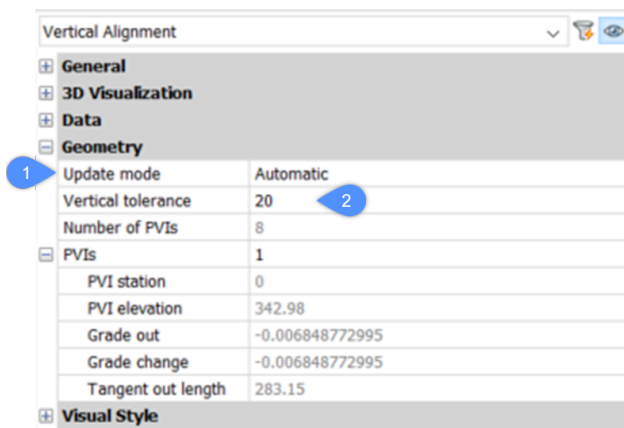 Vertical Alignment
General
3D Visualization
Data
Geometry
1 Update mode Automatic
Vertical tolerance 20 2
Number of PVIs 8
PVIs 1
PVI station 0
PVI elevation 342.98
Grade out -0.006848772995
Grade change -0.006848772995
Tangent out length 283.15
Visual Style